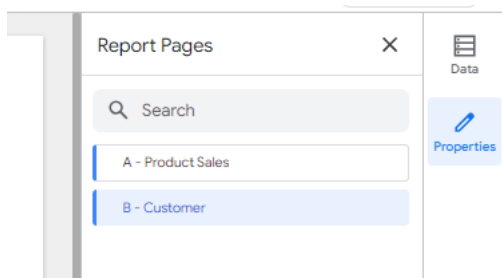 Report Pages
Search
A - Product Sales
B - Customer
Data
Properties